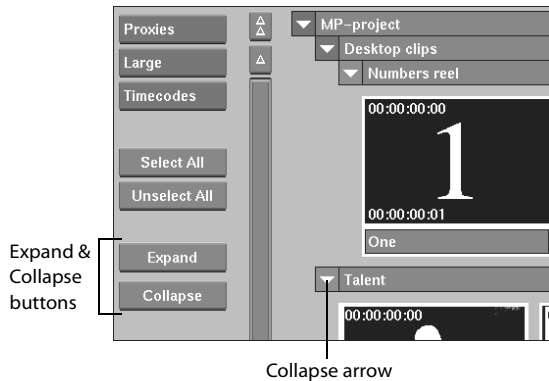 Proxies
Large
Timecodes
Select All
Unselect All
Expand
Collapse
Expand &
Collapse
buttons
MP-project
Desktop clips
Numbers reel
00:00:00:00
1
00:00:00:01
One
Talent
00:00:00:00
Collapse arrow